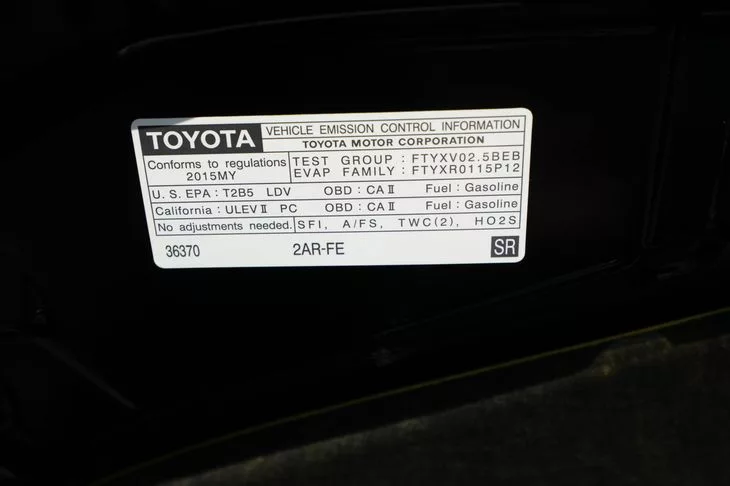 TOYOTA VEHICLE EMISSION CONTROL INFORMATION
TOYOTA MOTOR CORPORATION
Conforms to regulations
2015MY
TEST GROUP : FTYXV02.5BEB
EVAP FAMILY : FTYXR0115P12
U. S. EPA : T2B5 LDV OBD : CA II Fuel : Gasoline
California : ULEV II PC OBD : CA II Fuel : Gasoline
No adjustments needed. SFI, A/FS, TWC(2), HO2S
36370 2AR-FE SR